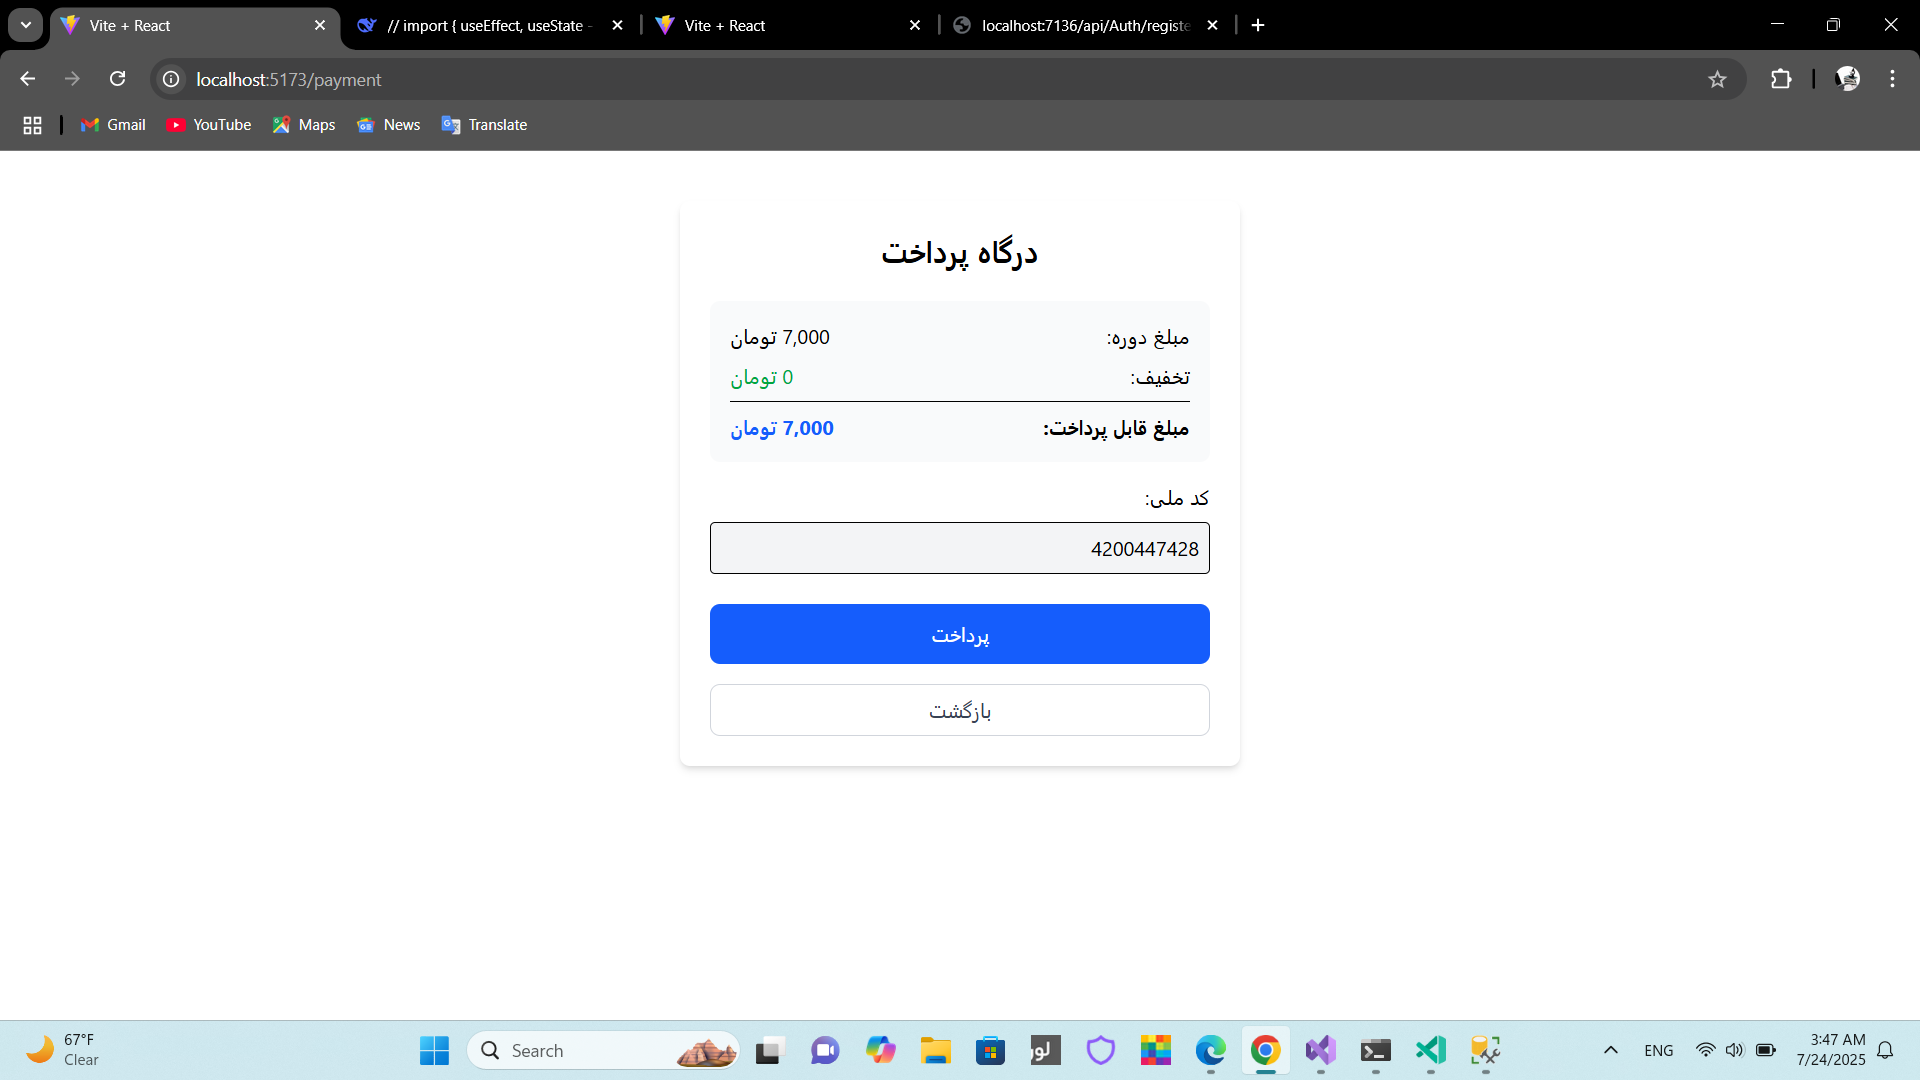 Vite + React
// import { useEffect, useState -
Vite + React
localhost:7136/api/Auth/registe
localhost:5173/payment
Gmail
YouTube
Maps
News
Translate
درگاه پرداخت
مبلغ دوره: 7,000 تومان
تخفیف: 0 تومان
مبلغ قابل پرداخت: 7,000 تومان
کد ملی:
4200447428
پرداخت
بازگشت
67°F
Clear
Search
لور
ENG
3:47 AM
7/24/2025